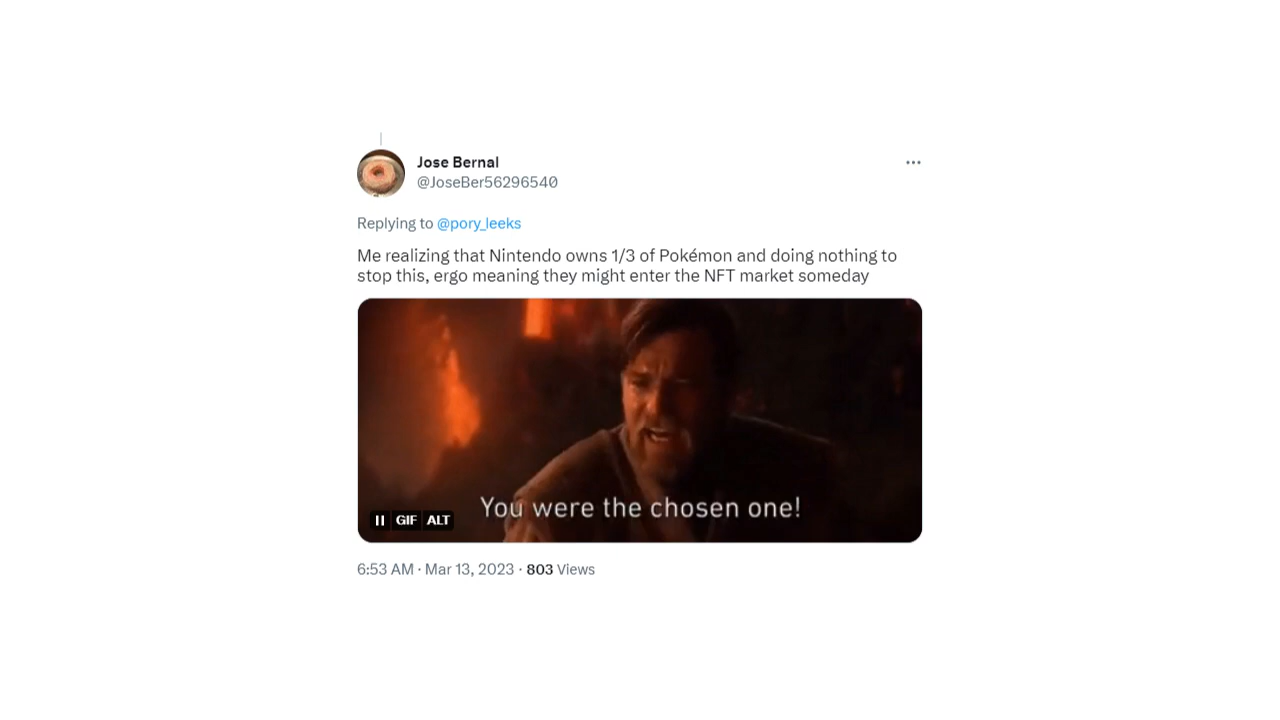 Jose Bernal
@JoseBer56296540
Replying to @pory_leeks
Me realizing that Nintendo owns 1/3 of Pokémon and doing nothing to
stop this, ergo meaning they might enter the NFT market someday
You were the chosen one!
GIF ALT
6:53 AM · Mar 13, 2023 · 803 Views